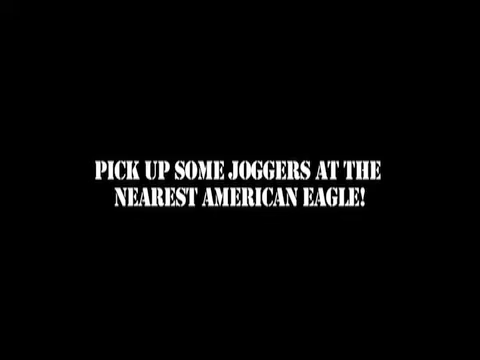 PICK UP SOME JOGGERS AT THE
NEAREST AMERICAN EAGLE!